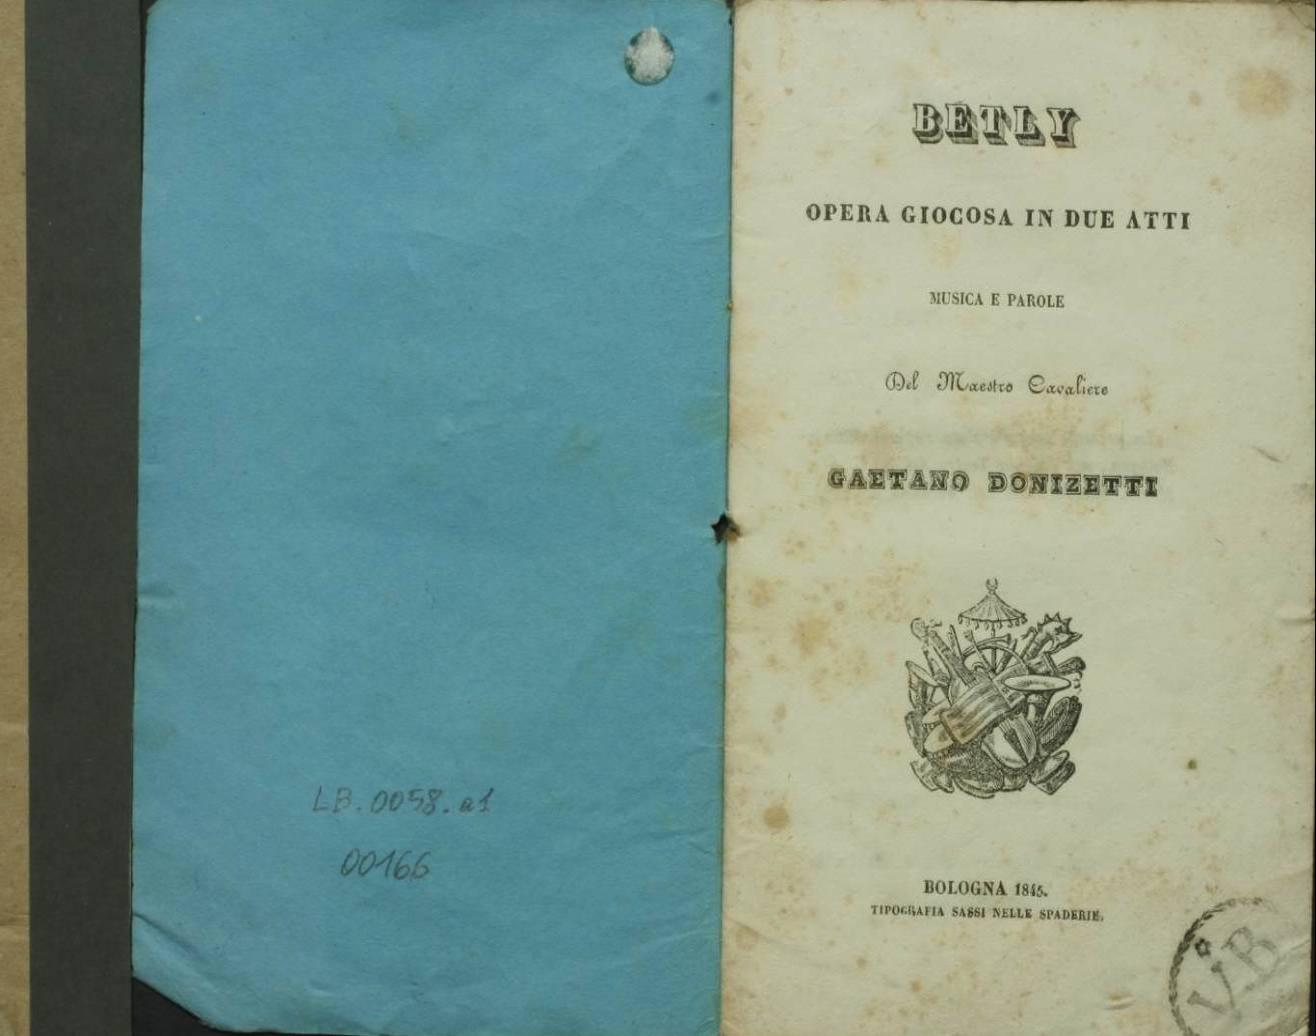 LB.0058.a1
00166
BETLY
OPERA GIOCOSA IN DUE ATTI
MUSICA E PAROLE
Del Maestro Cavaliere
GAETANO DONIZETTI
BOLOGNA 1845.
TIPOGRAFIA SASSI NELLE SPADERIE.
VB